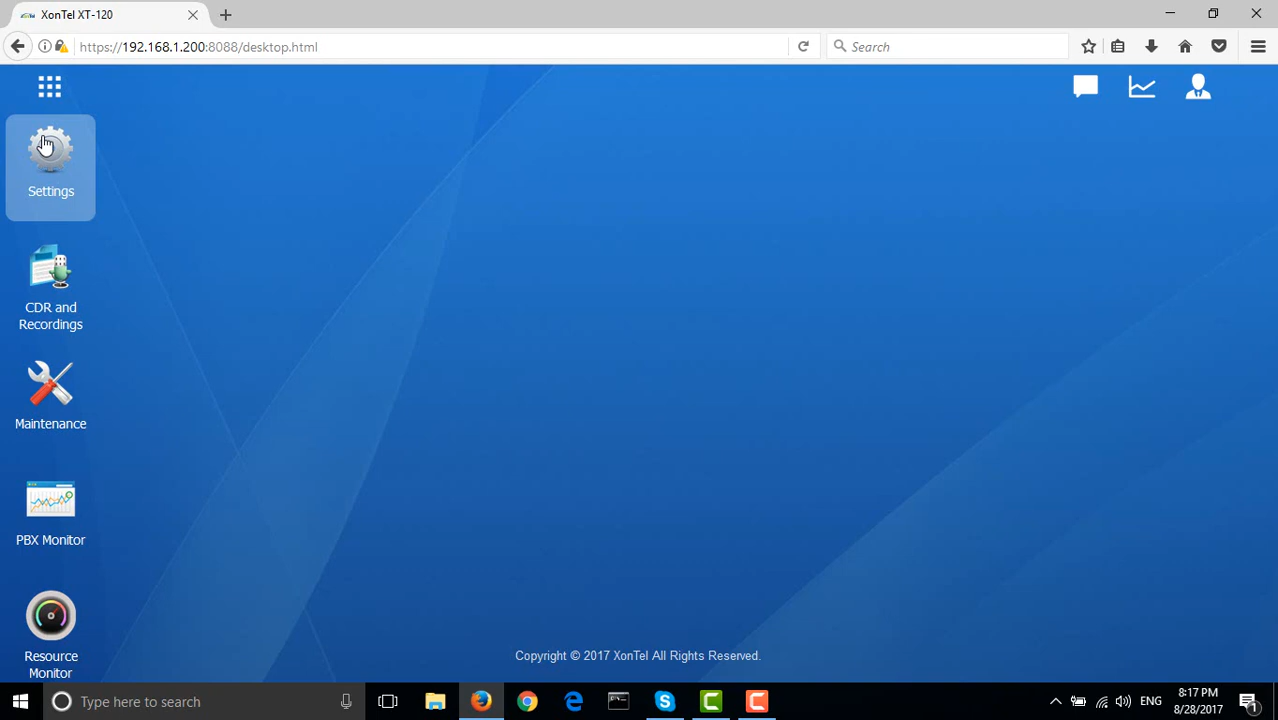 XonTel XT-120
https://192.168.1.200:8088/desktop.html
Search
Settings
CDR and
Recordings
Maintenance
PBX Monitor
Resource
Monitor
Copyright © 2017 XonTel All Rights Reserved.
Type here to search
ENG
8:17 PM
8/28/2017
1